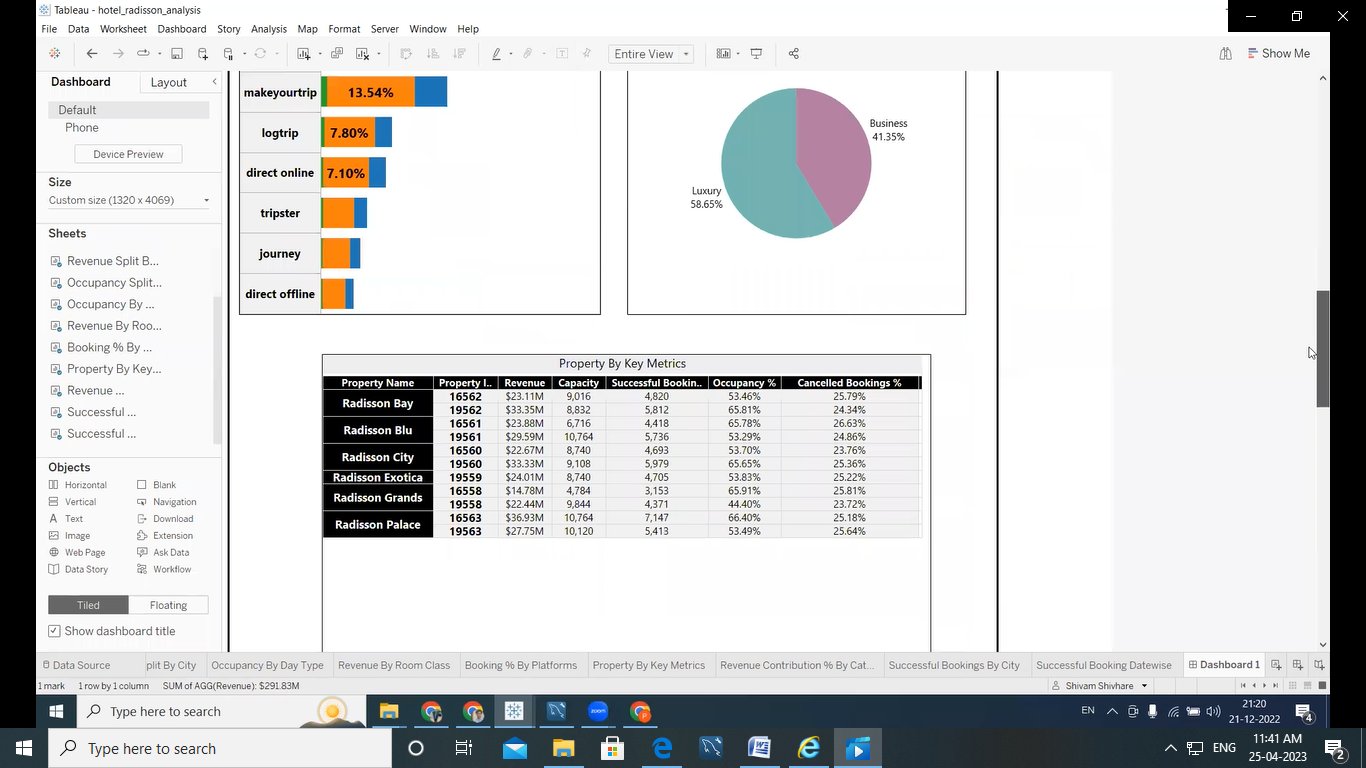 Tableau - hotel_radisson_analysis
File Data Worksheet Dashboard Story Analysis Map Format Server Window Help
Entire View
Show Me
Dashboard Layout
Default
Phone
Device Preview
Size
Custom size (1320 x 4069)
Sheets
Revenue Split B...
Occupancy Split...
Occupancy By ...
Revenue By Roo...
Booking % By ...
Property By Key...
Revenue ...
Successful ...
Successful ...
Objects
Horizontal Blank
Vertical Navigation
A Text Download
Image Extension
Web Page Ask Data
Data Story Workflow
Tiled Floating
Show dashboard title
makeyourtrip 13.54%
logtrip 7.80%
direct online 7.10%
tripster
journey
direct offline
Business
41.35%
Luxury
58.65%
Property By Key Metrics
Property Name Property I.. Revenue Capacity Successful Bookin.. Occupancy % Cancelled Bookings %
Radisson Bay 16562 $23.11M 9,016 4,820 53.46% 25.79%
19562 $33.35M 8,832 5,812 65.81% 24.34%
Radisson Blu 16561 $23.88M 6,716 4,418 65.78% 26.63%
19561 $29.59M 10,764 5,736 53.29% 24.86%
Radisson City 16560 $22.67M 8,740 4,693 53.70% 23.76%
19560 $33.33M 9,108 5,979 65.65% 25.36%
Radisson Exotica 19559 $24.01M 8,740 4,705 53.83% 25.22%
Radisson Grands 16558 $14.78M 4,784 3,153 65.91% 25.81%
19558 $22.44M 9,844 4,371 44.40% 23.72%
Radisson Palace 16563 $36.93M 10,764 7,147 66.40% 25.18%
19563 $27.75M 10,120 5,413 53.49% 25.64%
Data Source plit By City Occupancy By Day Type Revenue By Room Class Booking % By Platforms Property By Key Metrics Revenue Contribution % By Cat... Successful Bookings By City Successful Booking Datewise Dashboard 1
1 mark 1 row by 1 column SUM of AGG(Revenue): $291.83M Shivam Shivhare
Type here to search EN 21:20
21-12-2022 4
Type here to search ENG 11:41 AM
25-04-2023 2